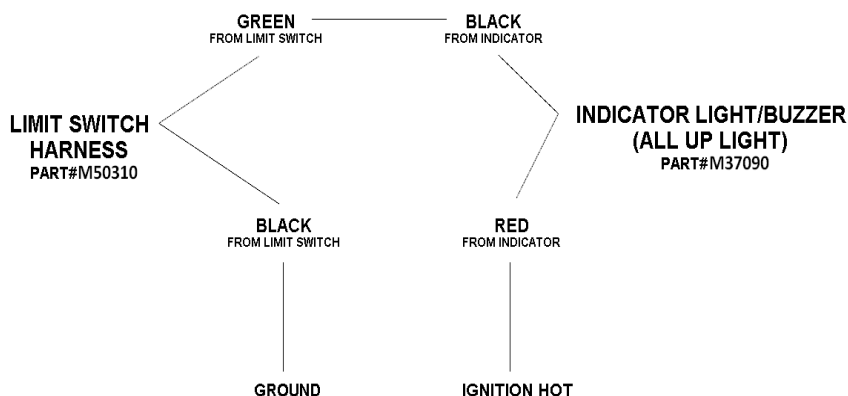 GREEN
FROM LIMIT SWITCH
BLACK
FROM INDICATOR
LIMIT SWITCH
HARNESS
PART#M50310
INDICATOR LIGHT/BUZZER
(ALL UP LIGHT)
PART#M37090
BLACK
FROM LIMIT SWITCH
RED
FROM INDICATOR
GROUND
IGNITION HOT